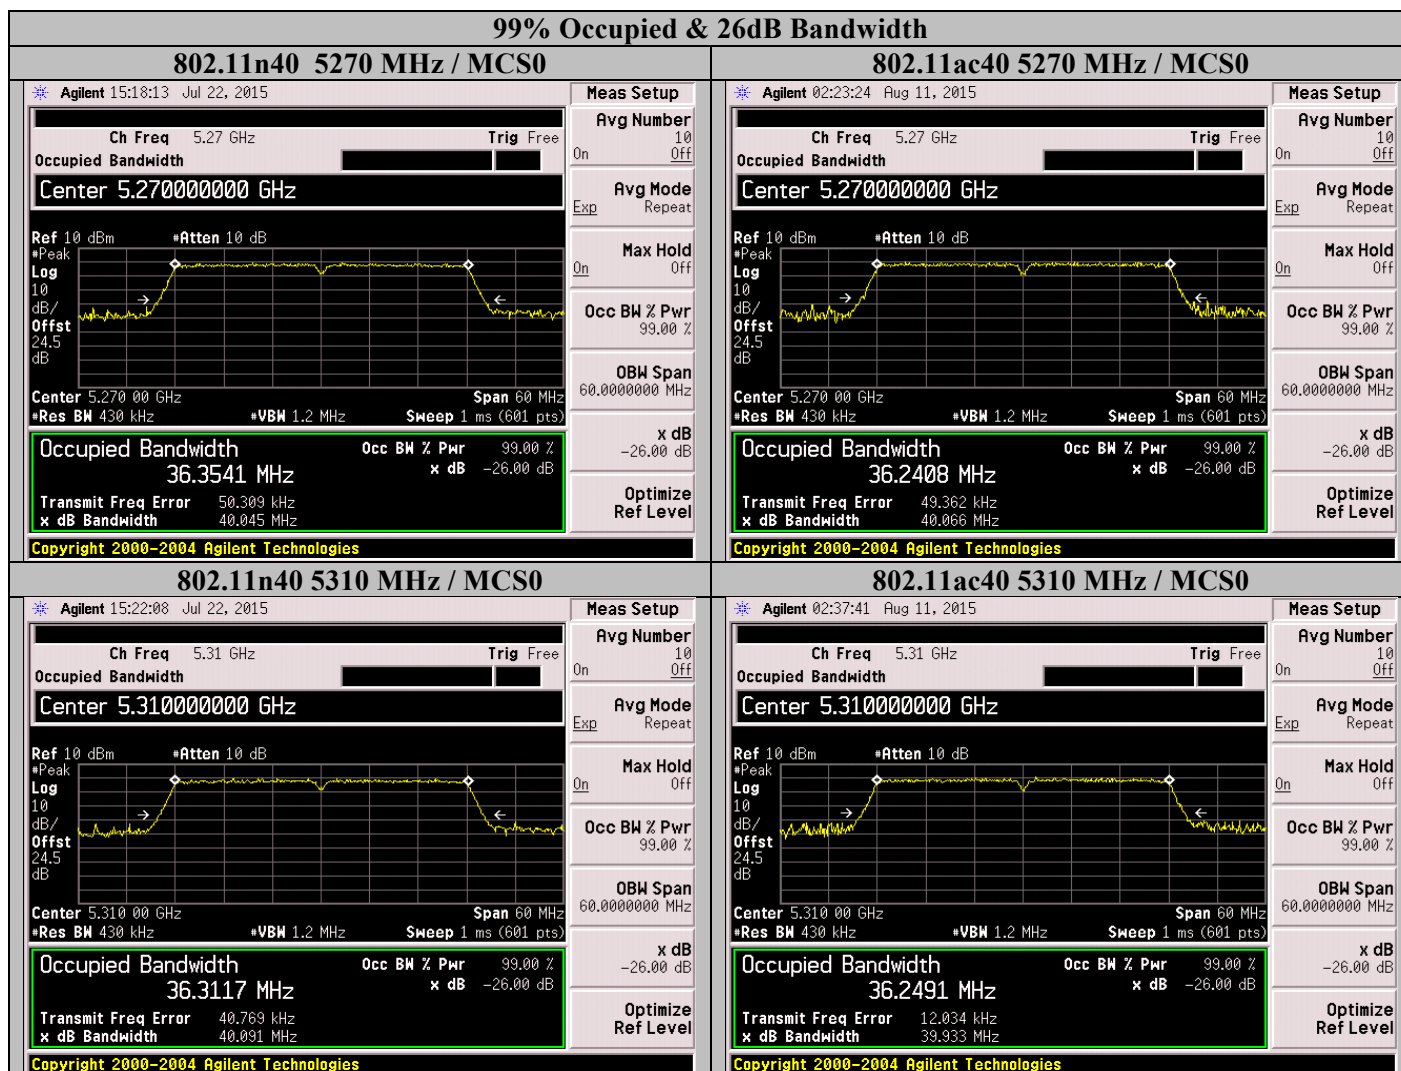 99% Occupied & 26dB Bandwidth
802.11n40 5270 MHz / MCS0
Agilent 15:18:13 Jul 22, 2015
Meas Setup
Ch Freq 5.27 GHz Trig Free
Occupied Bandwidth
Center 5.270000000 GHz
Ref 10 dBm #Atten 10 dB
#Peak
Log
10
dB/
Offst
24.5
dB
Center 5.270 00 GHz Span 60 MHz
#Res BW 430 kHz #VBW 1.2 MHz Sweep 1 ms (601 pts)
Occupied Bandwidth Occ BW % Pwr 99.00 %
36.3541 MHz x dB -26.00 dB
Transmit Freq Error 50.309 kHz
x dB Bandwidth 40.045 MHz
Copyright 2000-2004 Agilent Technologies
Avg Number
10
On Off
Avg Mode
Exp Repeat
Max Hold
On Off
Occ BW % Pwr
99.00 %
OBW Span
60.0000000 MHz
x dB
-26.00 dB
Optimize
Ref Level
802.11ac40 5270 MHz / MCS0
Agilent 02:23:24 Aug 11, 2015
Meas Setup
Ch Freq 5.27 GHz Trig Free
Occupied Bandwidth
Center 5.270000000 GHz
Ref 10 dBm #Atten 10 dB
#Peak
Log
10
dB/
Offst
24.5
dB
Center 5.270 00 GHz Span 60 MHz
#Res BW 430 kHz #VBW 1.2 MHz Sweep 1 ms (601 pts)
Occupied Bandwidth Occ BW % Pwr 99.00 %
36.2408 MHz x dB -26.00 dB
Transmit Freq Error 49.362 kHz
x dB Bandwidth 40.066 MHz
Copyright 2000-2004 Agilent Technologies
Avg Number
10
On Off
Avg Mode
Exp Repeat
Max Hold
On Off
Occ BW % Pwr
99.00 %
OBW Span
60.0000000 MHz
x dB
-26.00 dB
Optimize
Ref Level
802.11n40 5310 MHz / MCS0
Agilent 15:22:08 Jul 22, 2015
Meas Setup
Ch Freq 5.31 GHz Trig Free
Occupied Bandwidth
Center 5.310000000 GHz
Ref 10 dBm #Atten 10 dB
#Peak
Log
10
dB/
Offst
24.5
dB
Center 5.310 00 GHz Span 60 MHz
#Res BW 430 kHz #VBW 1.2 MHz Sweep 1 ms (601 pts)
Occupied Bandwidth Occ BW % Pwr 99.00 %
36.3117 MHz x dB -26.00 dB
Transmit Freq Error 40.769 kHz
x dB Bandwidth 40.091 MHz
Copyright 2000-2004 Agilent Technologies
Avg Number
10
On Off
Avg Mode
Exp Repeat
Max Hold
On Off
Occ BW % Pwr
99.00 %
OBW Span
60.0000000 MHz
x dB
-26.00 dB
Optimize
Ref Level
802.11ac40 5310 MHz / MCS0
Agilent 02:37:41 Aug 11, 2015
Meas Setup
Ch Freq 5.31 GHz Trig Free
Occupied Bandwidth
Center 5.310000000 GHz
Ref 10 dBm #Atten 10 dB
#Peak
Log
10
dB/
Offst
24.5
dB
Center 5.310 00 GHz Span 60 MHz
#Res BW 430 kHz #VBW 1.2 MHz Sweep 1 ms (601 pts)
Occupied Bandwidth Occ BW % Pwr 99.00 %
36.2491 MHz x dB -26.00 dB
Transmit Freq Error 12.034 kHz
x dB Bandwidth 39.933 MHz
Copyright 2000-2004 Agilent Technologies
Avg Number
10
On Off
Avg Mode
Exp Repeat
Max Hold
On Off
Occ BW % Pwr
99.00 %
OBW Span
60.0000000 MHz
x dB
-26.00 dB
Optimize
Ref Level